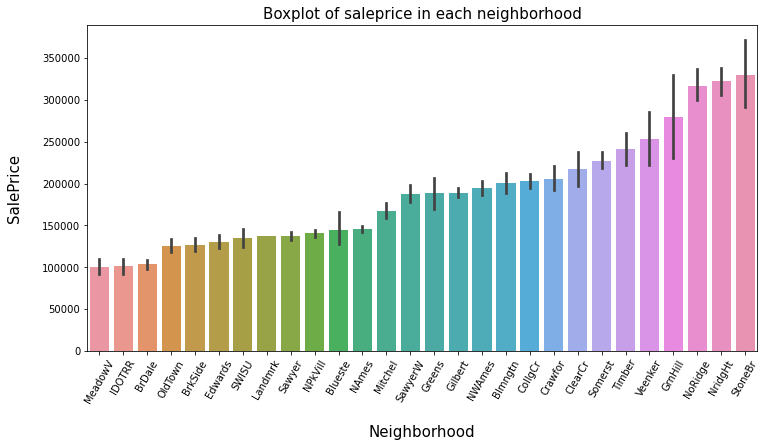 Boxplot of saleprice in each neighborhood
SalePrice
350000
300000
250000
200000
150000
100000
50000
0
MeadowV
IDOTRR
BrDale
OldTown
BrkSide
Edwards
SWISU
Landmrk
Sawyer
NPkVill
Blueste
NAmes
Mitchel
SawyerW
Greens
Gilbert
NWAmes
Blmngtn
CollgCr
Crawfor
ClearCr
Somerst
Timber
Veenker
GrnHill
NoRidge
NridgHt
StoneBr
Neighborhood